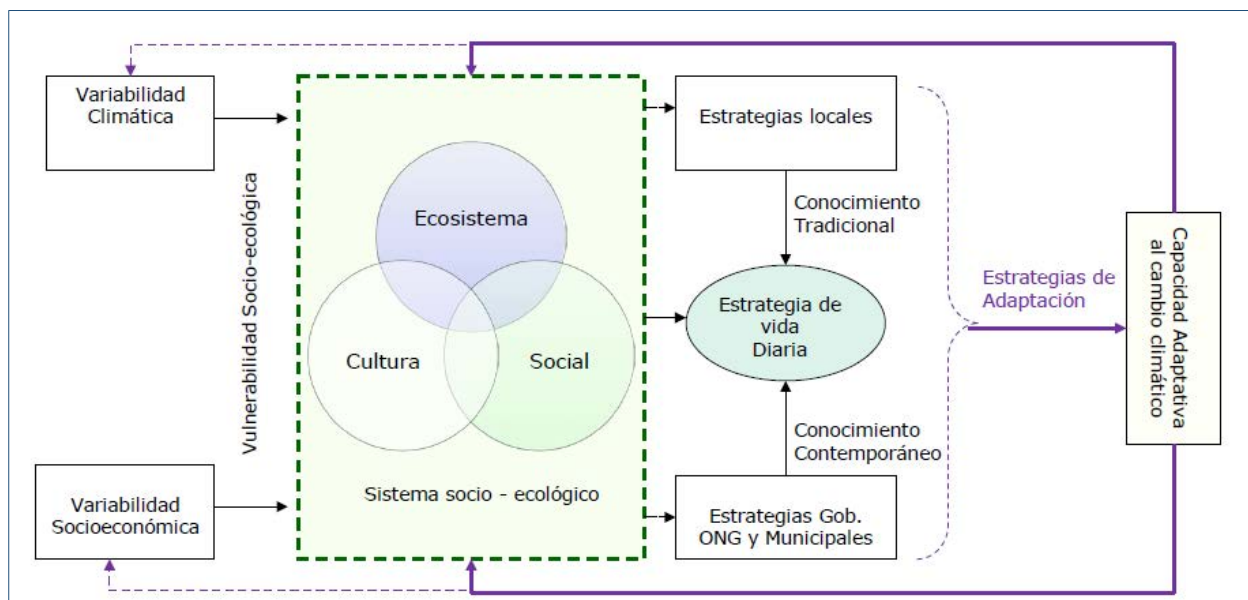 Variabilidad
Climática
Vulnerabilidad Socio-ecológica
Variabilidad
Socioeconómica
Ecosistema
Cultura
Social
Sistema socio - ecológico
Estrategias locales
Conocimiento
Tradicional
Estrategia de
vida
Diaria
Conocimiento
Contemporáneo
Estrategias Gob.
ONG y Municipales
Estrategias de
Adaptación
Capacidad Adaptativa
al cambio climático